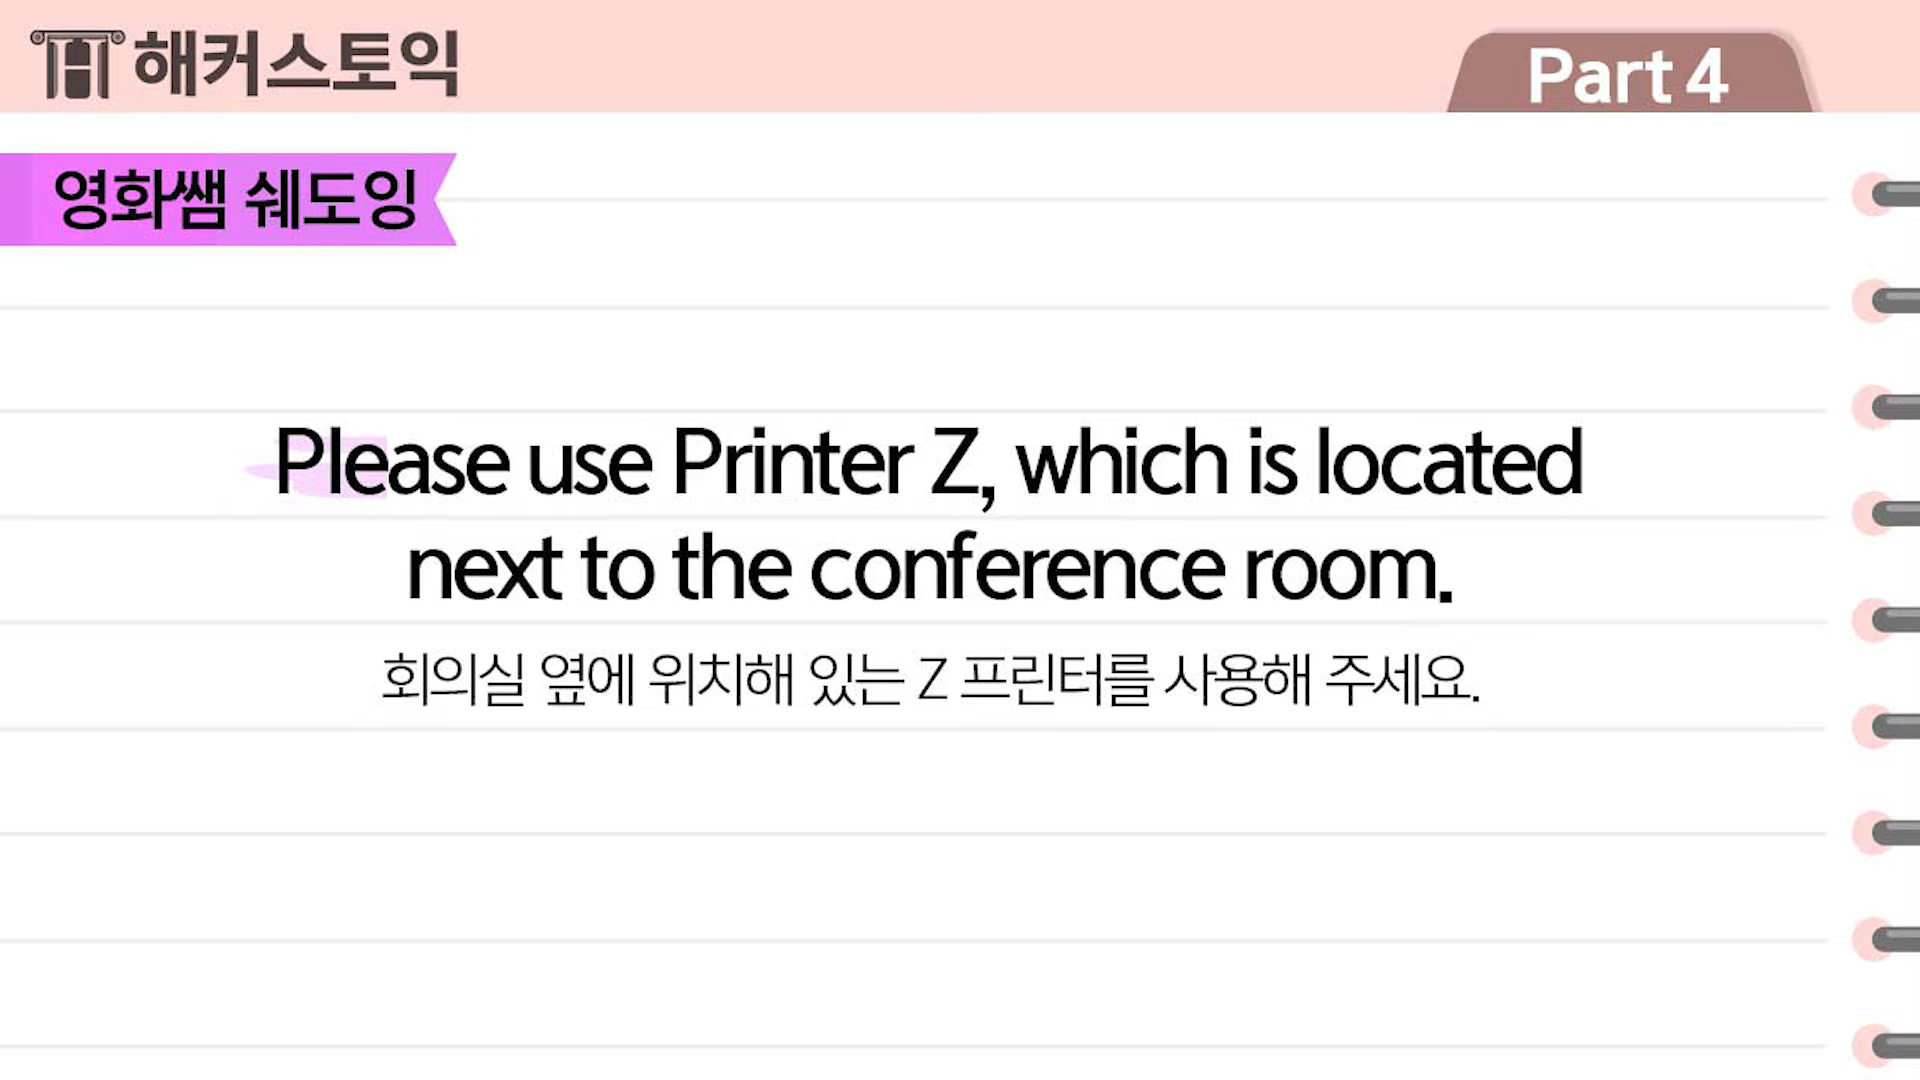 해커스토익
Part 4
영화쌤 쉐도잉
Please use Printer Z, which is located
next to the conference room.
회의실 옆에 위치해 있는 Z 프린터를 사용해 주세요.